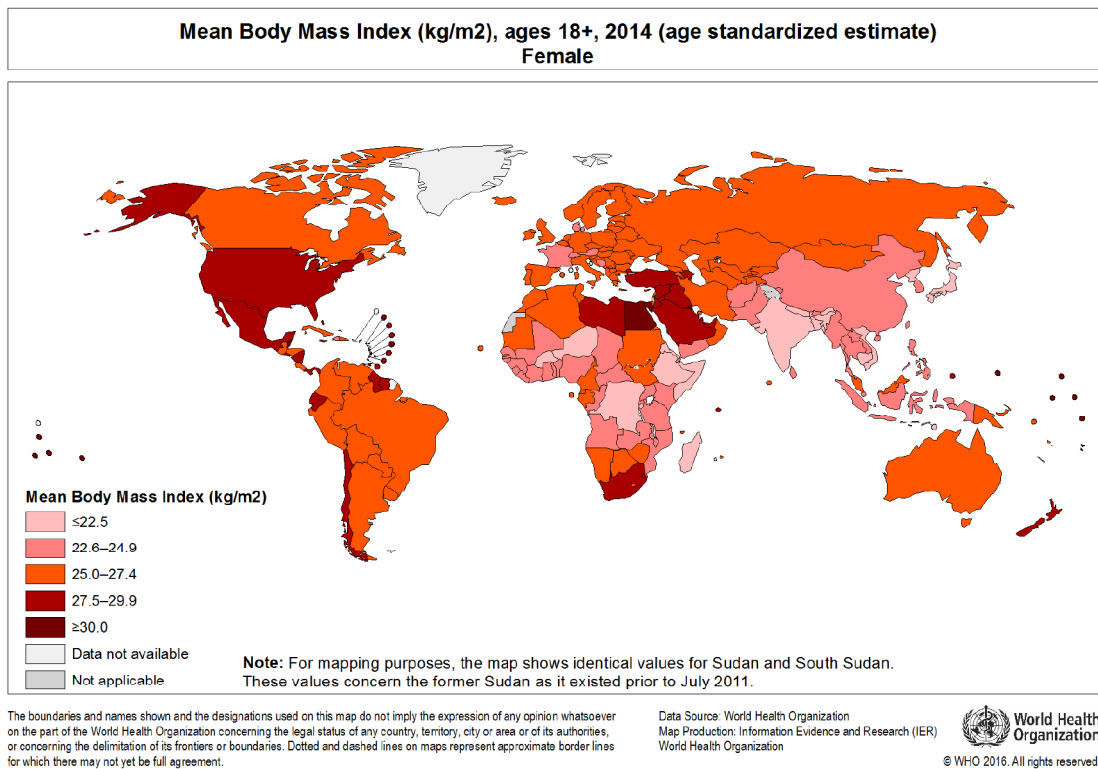 Mean Body Mass Index (kg/m2), ages 18+, 2014 (age standardized estimate)
Female
Mean Body Mass Index (kg/m2)
≤22.5
22.6–24.9
25.0–27.4
27.5–29.9
≥30.0
Data not available
Not applicable
Note: For mapping purposes, the map shows identical values for Sudan and South Sudan.
These values concern the former Sudan as it existed prior to July 2011.
The boundaries and names shown and the designations used on this map do not imply the expression of any opinion whatsoever
on the part of the World Health Organization concerning the legal status of any country, territory, city or area or of its authorities,
or concerning the delimitation of its frontiers or boundaries. Dotted and dashed lines on maps represent approximate border lines
for which there may not yet be full agreement.
Data Source: World Health Organization
Map Production: Information Evidence and Research (IER)
World Health Organization
World Health
Organization
© WHO 2016. All rights reserved